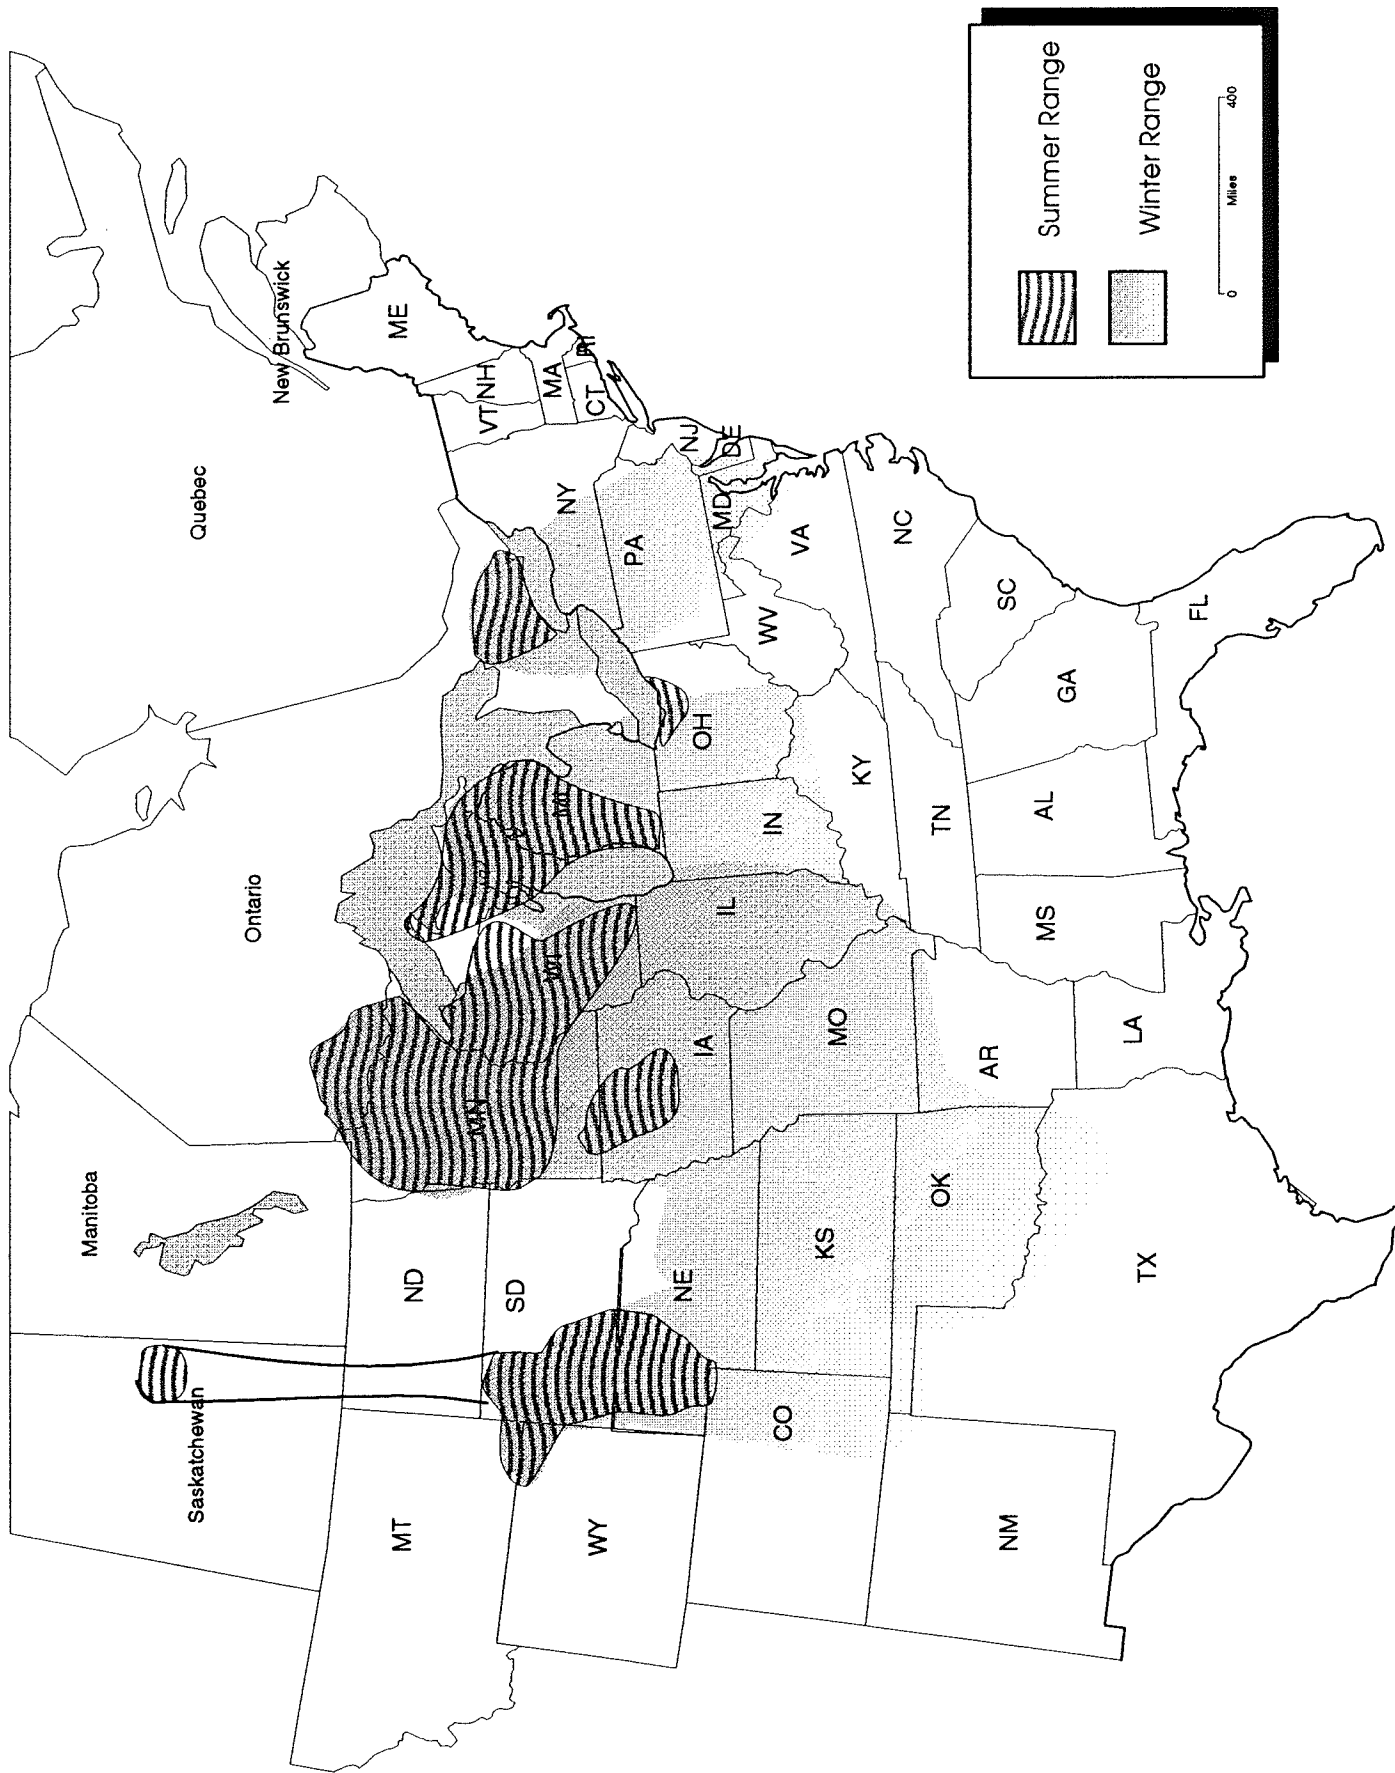 Saskatchewan
Manitoba
Ontario
Quebec
New Brunswick
MT
ND
MN
WI
MI
ME
VT
NH
MA
CT
RI
NY
NJ
DE
PA
MD
WY
SD
NE
IA
IL
IN
OH
WV
VA
CO
KS
MO
KY
NC
TN
SC
NM
OK
AR
MS
AL
GA
TX
LA
FL
Summer Range
Winter Range
0 Miles 400